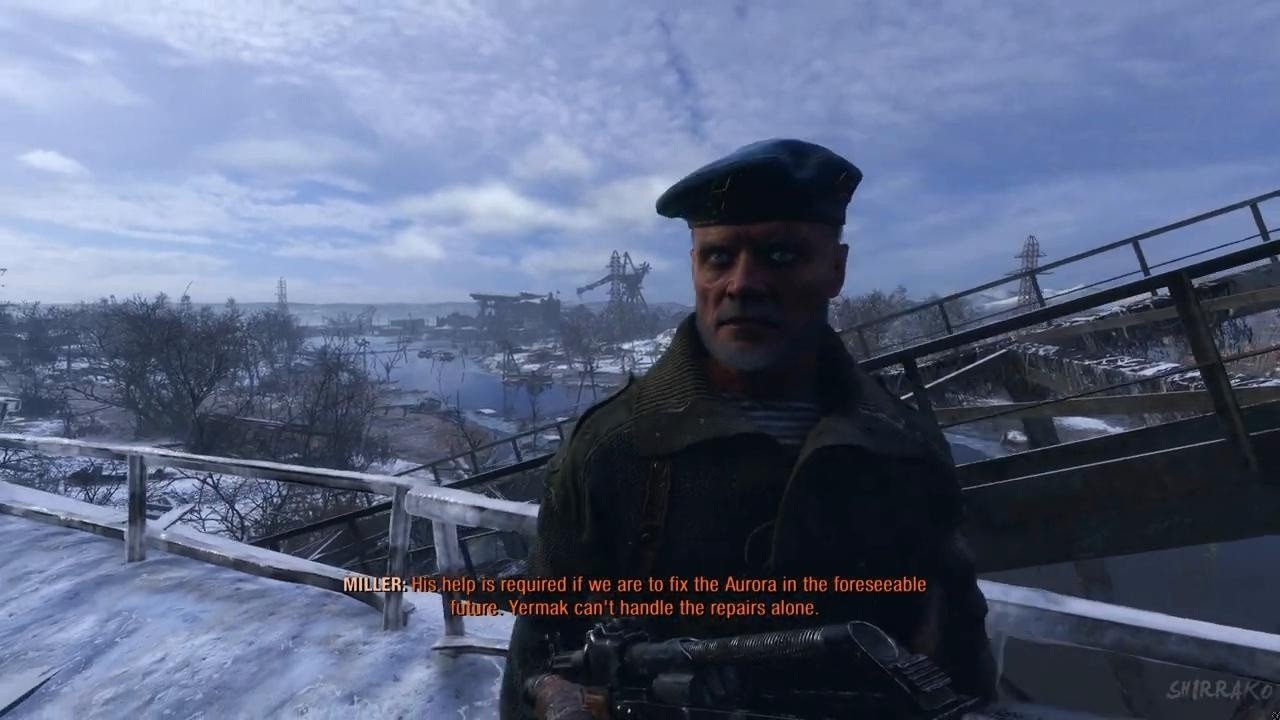 MILLER: His help is required if we are to fix the Aurora in the foreseeable
future. Yermak can't handle the repairs alone.
SHIRRAKO